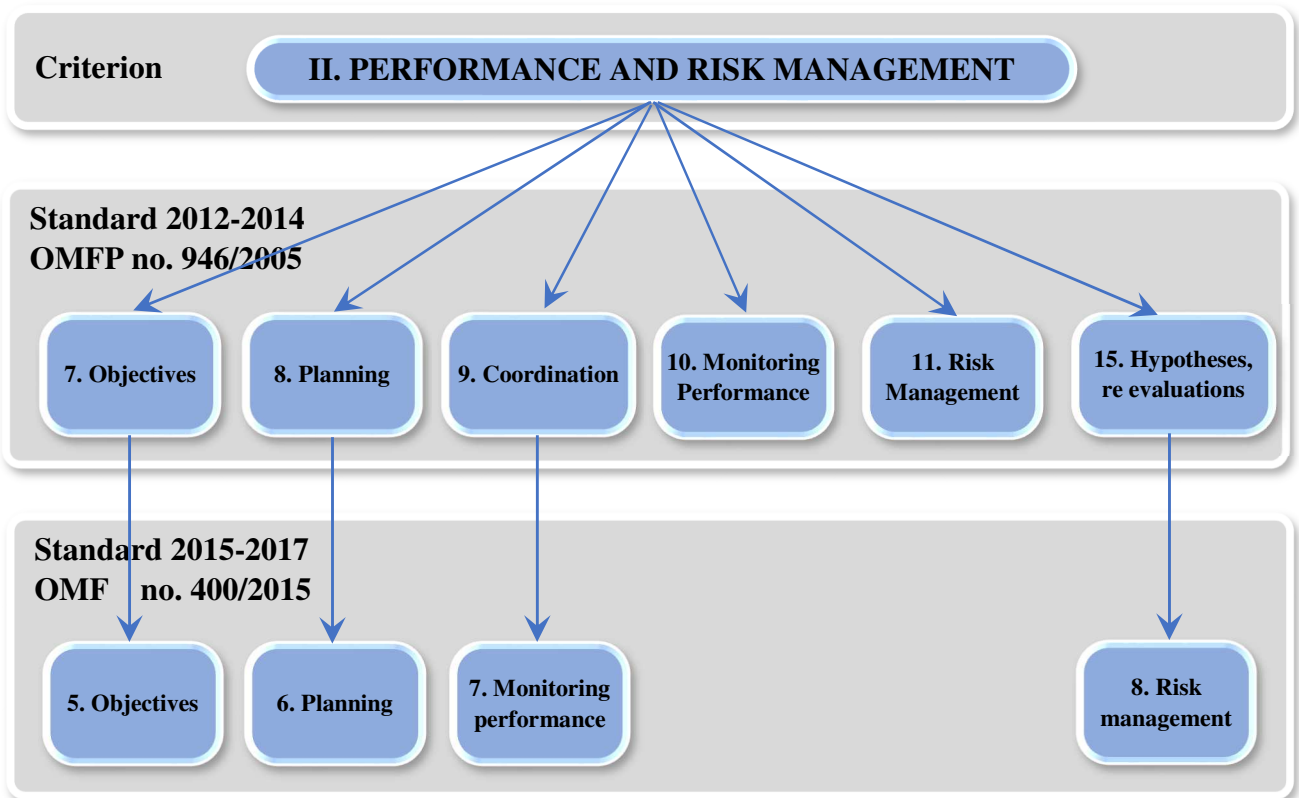 Criterion
II. PERFORMANCE AND RISK MANAGEMENT
Standard 2012-2014
OMFP no. 946/2005
7. Objectives
8. Planning
9. Coordination
10. Monitoring
Performance
11. Risk
Management
15. Hypotheses,
re evaluations
Standard 2015-2017
OMF no. 400/2015
5. Objectives
6. Planning
7. Monitoring
performance
8. Risk
management